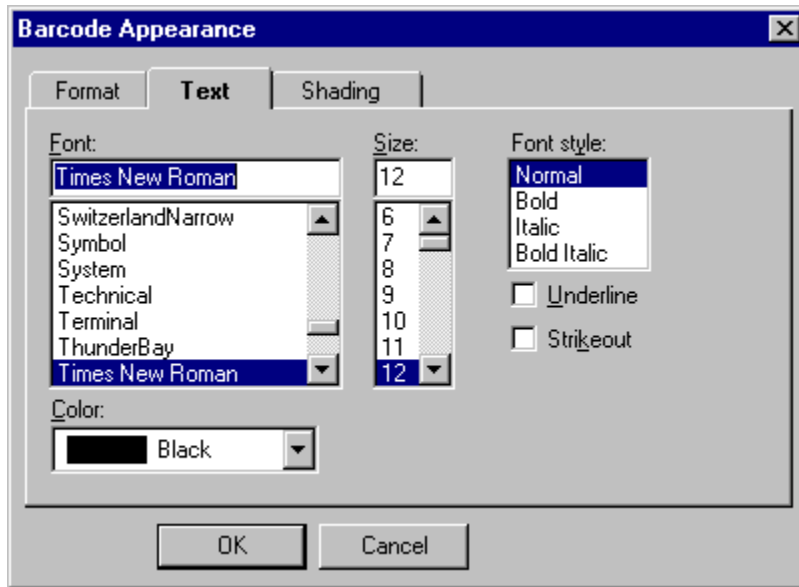 Barcode Appearance
Format Text Shading
Font: Size: Font style:
Times New Roman 12 Normal
SwitzerlandNarrow 6 Bold
Symbol 7 Italic
System 8 Bold Italic
Technical 9 Underline
Terminal 10 Strikeout
ThunderBay 11
Times New Roman 12
Color:
Black
OK Cancel